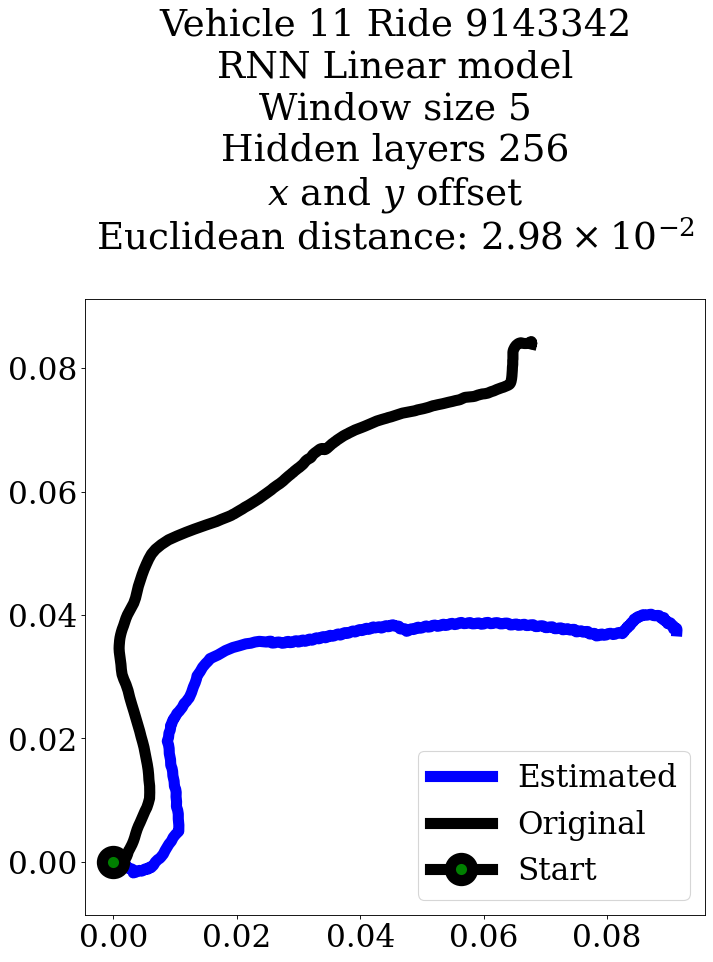 Vehicle 11 Ride 9143342
RNN Linear model
Window size 5
Hidden layers 256
x and y offset
Euclidean distance: 2.98 × 10⁻²
0.08
0.06
0.04
0.02
0.00
Estimated
Original
Start
0.00 0.02 0.04 0.06 0.08